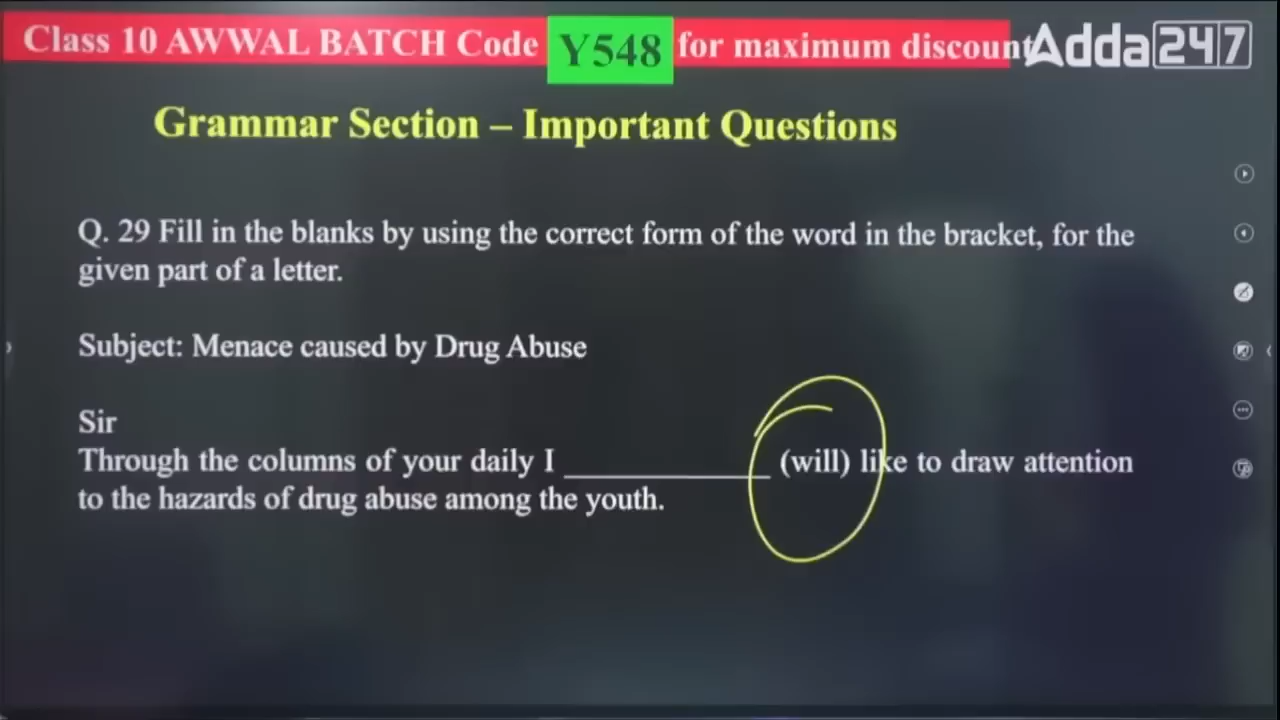 Class 10 AWWAL BATCH Code Y548 for maximum discount
Adda247
Grammar Section – Important Questions
Q. 29 Fill in the blanks by using the correct form of the word in the bracket, for the
given part of a letter.
Subject: Menace caused by Drug Abuse
Sir
Through the columns of your daily I ______________ (will) like to draw attention
to the hazards of drug abuse among the youth.